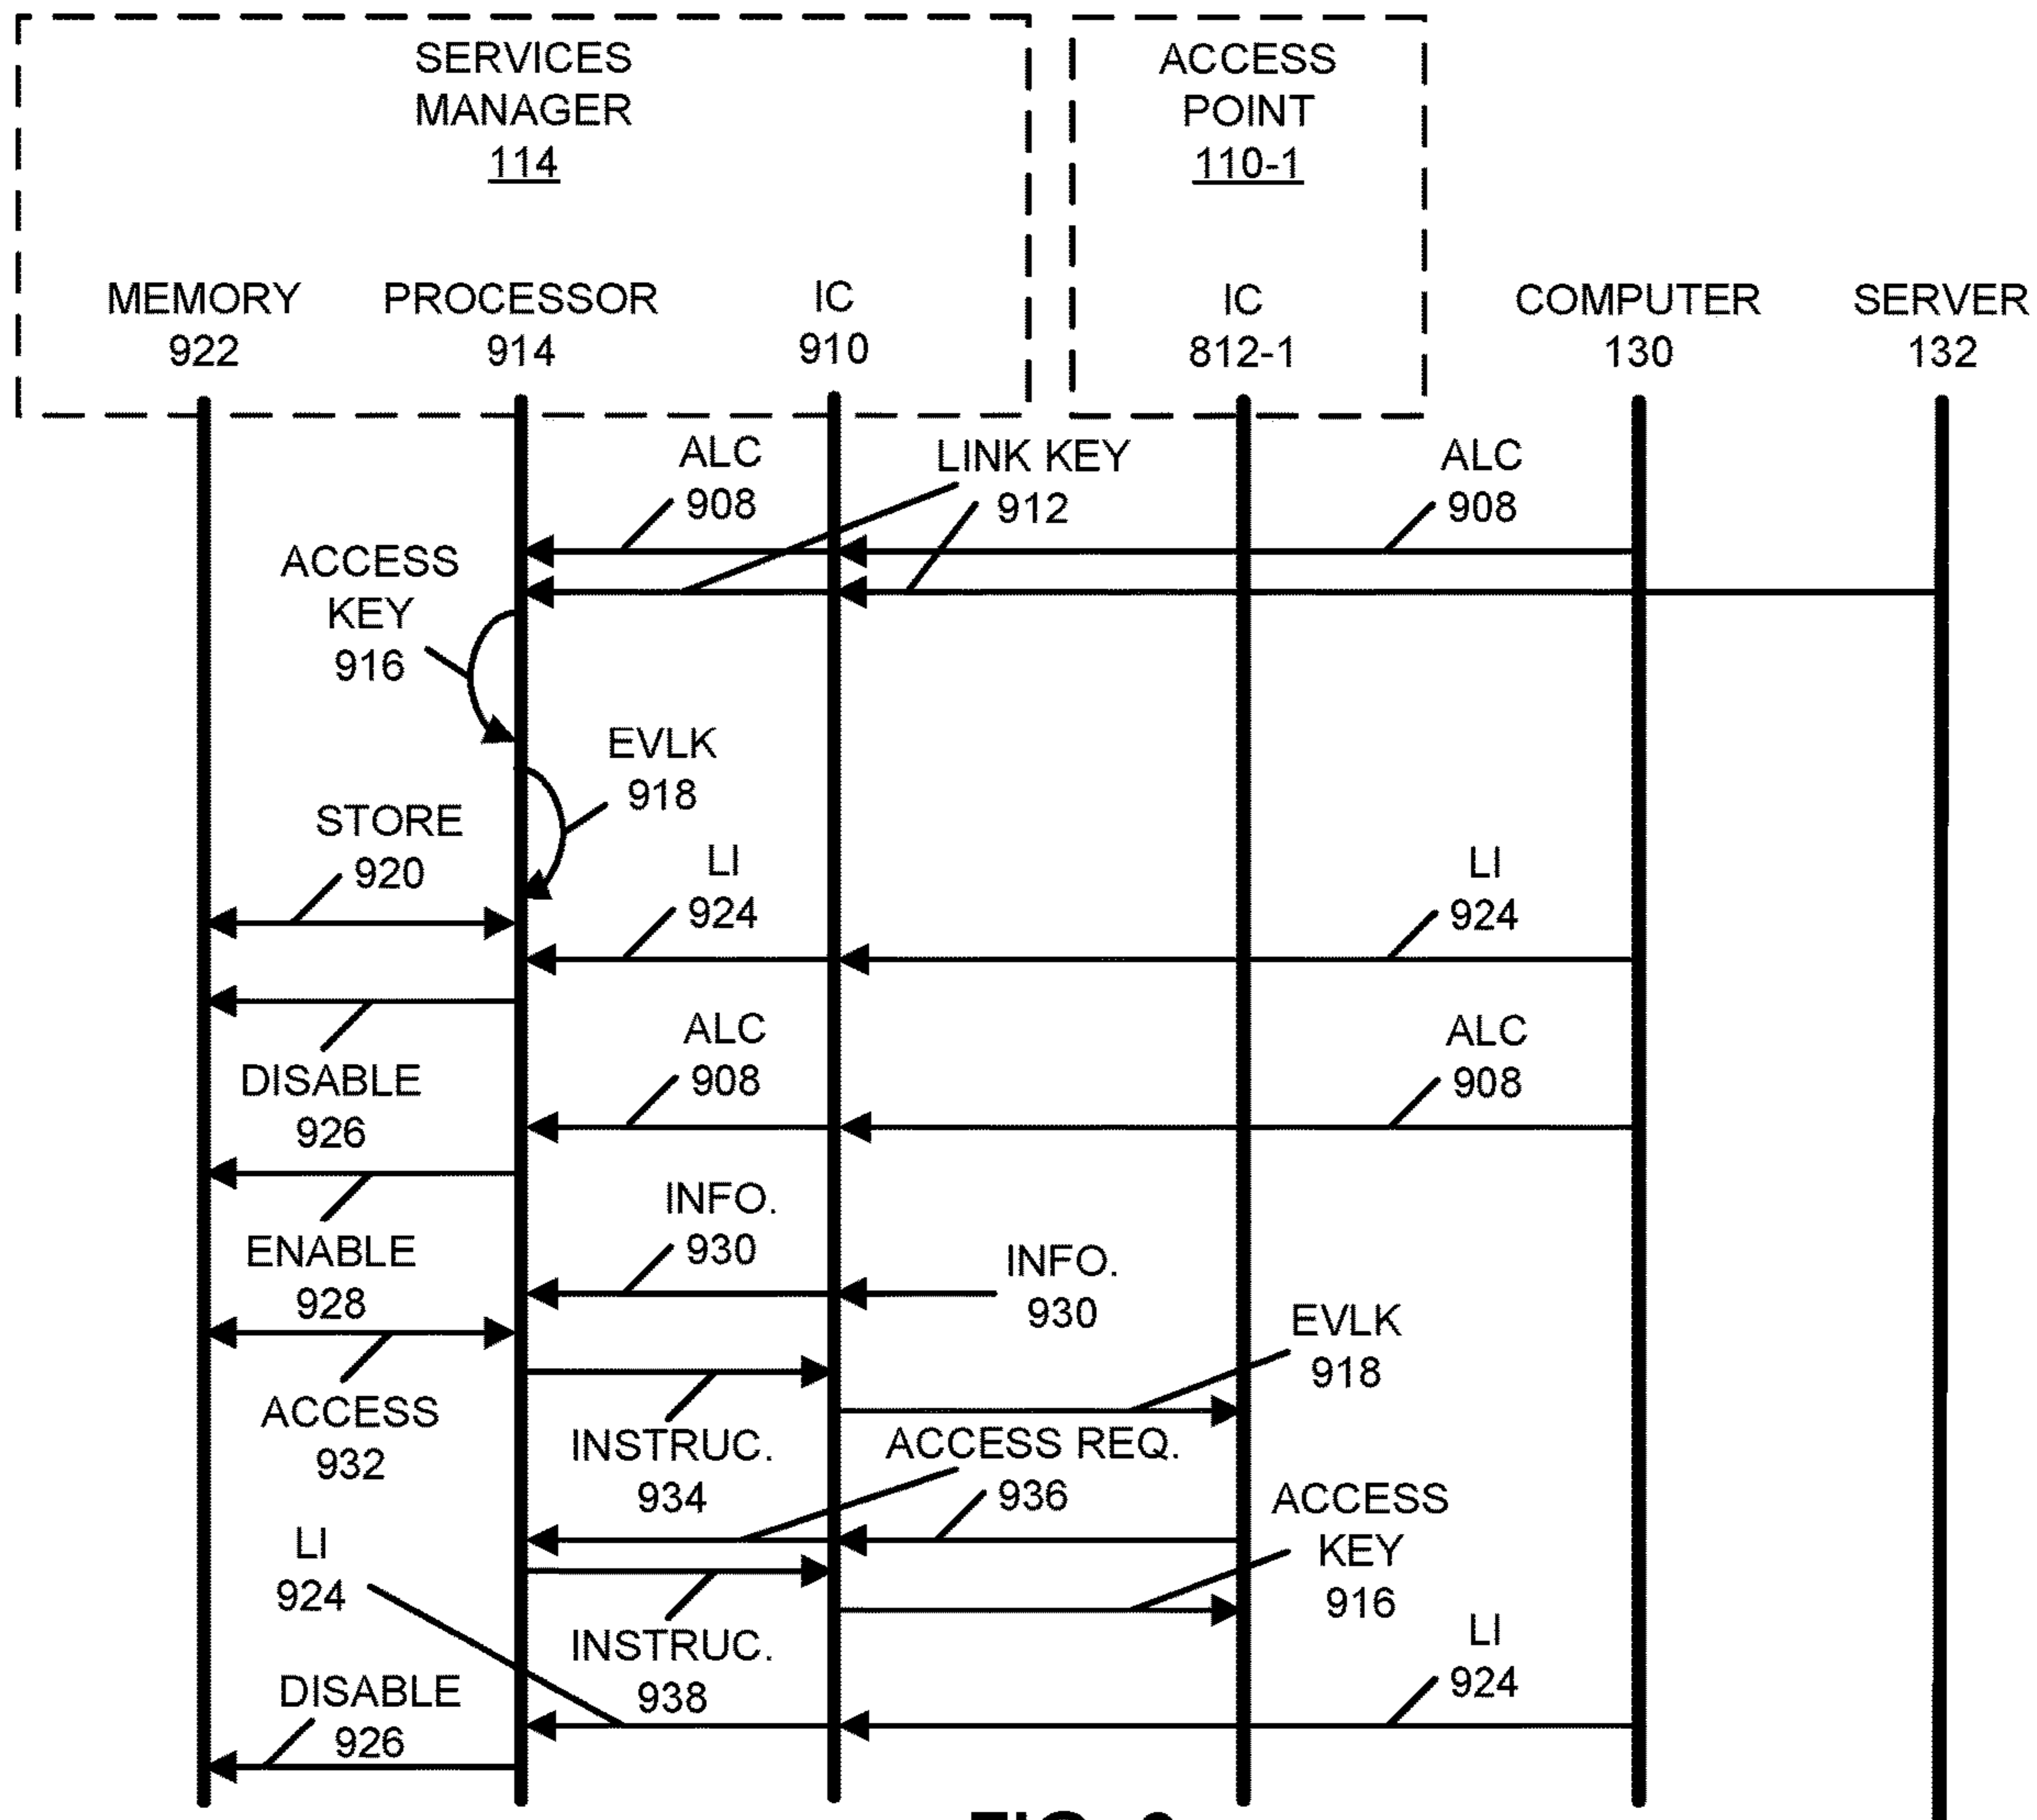 SERVICES
MANAGER
114
ACCESS
POINT
110-1
MEMORY
922
PROCESSOR
914
IC
910
IC
812-1
COMPUTER
130
SERVER
132
ALC
908
LINK KEY
912
ALC
908
ACCESS
KEY
916
EVLK
918
STORE
920
LI
924
LI
924
DISABLE
926
ALC
908
ALC
908
ENABLE
928
INFO.
930
INFO.
930
EVLK
918
ACCESS
932
INSTRUC.
934
ACCESS REQ.
936
ACCESS
KEY
916
LI
924
INSTRUC.
938
LI
924
DISABLE
926